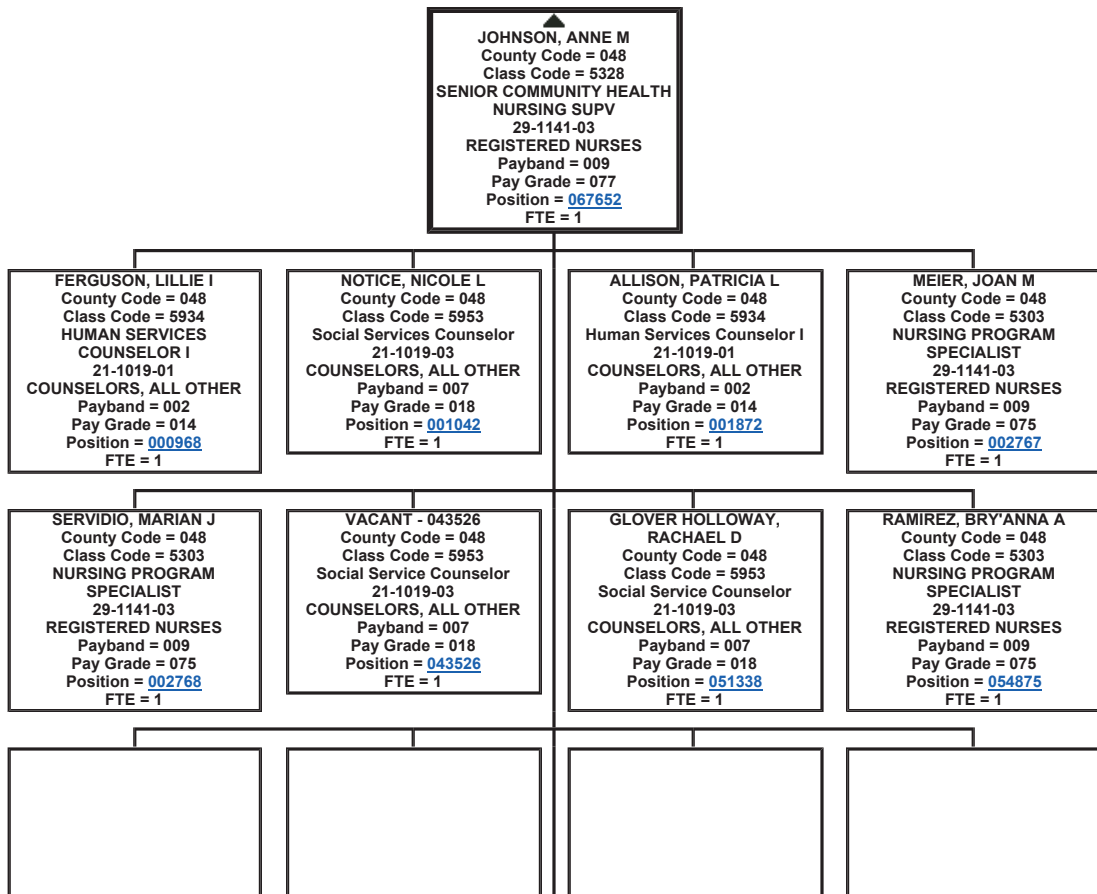 JOHNSON, ANNE M
County Code = 048
Class Code = 5328
SENIOR COMMUNITY HEALTH
NURSING SUPV
29-1141-03
REGISTERED NURSES
Payband = 009
Pay Grade = 077
Position = 067652
FTE = 1
FERGUSON, LILLIE I
County Code = 048
Class Code = 5934
HUMAN SERVICES
COUNSELOR I
21-1019-01
COUNSELORS, ALL OTHER
Payband = 002
Pay Grade = 014
Position = 000968
FTE = 1
NOTICE, NICOLE L
County Code = 048
Class Code = 5953
Social Services Counselor
21-1019-03
COUNSELORS, ALL OTHER
Payband = 007
Pay Grade = 018
Position = 001042
FTE = 1
ALLISON, PATRICIA L
County Code = 048
Class Code = 5934
Human Services Counselor I
21-1019-01
COUNSELORS, ALL OTHER
Payband = 002
Pay Grade = 014
Position = 001872
FTE = 1
MEIER, JOAN M
County Code = 048
Class Code = 5303
NURSING PROGRAM
SPECIALIST
29-1141-03
REGISTERED NURSES
Payband = 009
Pay Grade = 075
Position = 002767
FTE = 1
SERVIDIO, MARIAN J
County Code = 048
Class Code = 5303
NURSING PROGRAM
SPECIALIST
29-1141-03
REGISTERED NURSES
Payband = 009
Pay Grade = 075
Position = 002768
FTE = 1
VACANT - 043526
County Code = 048
Class Code = 5953
Social Service Counselor
21-1019-03
COUNSELORS, ALL OTHER
Payband = 007
Pay Grade = 018
Position = 043526
FTE = 1
GLOVER HOLLOWAY,
RACHAEL D
County Code = 048
Class Code = 5953
Social Service Counselor
21-1019-03
COUNSELORS, ALL OTHER
Payband = 007
Pay Grade = 018
Position = 051338
FTE = 1
RAMIREZ, BRY'ANNA A
County Code = 048
Class Code = 5303
NURSING PROGRAM
SPECIALIST
29-1141-03
REGISTERED NURSES
Payband = 009
Pay Grade = 075
Position = 054875
FTE = 1